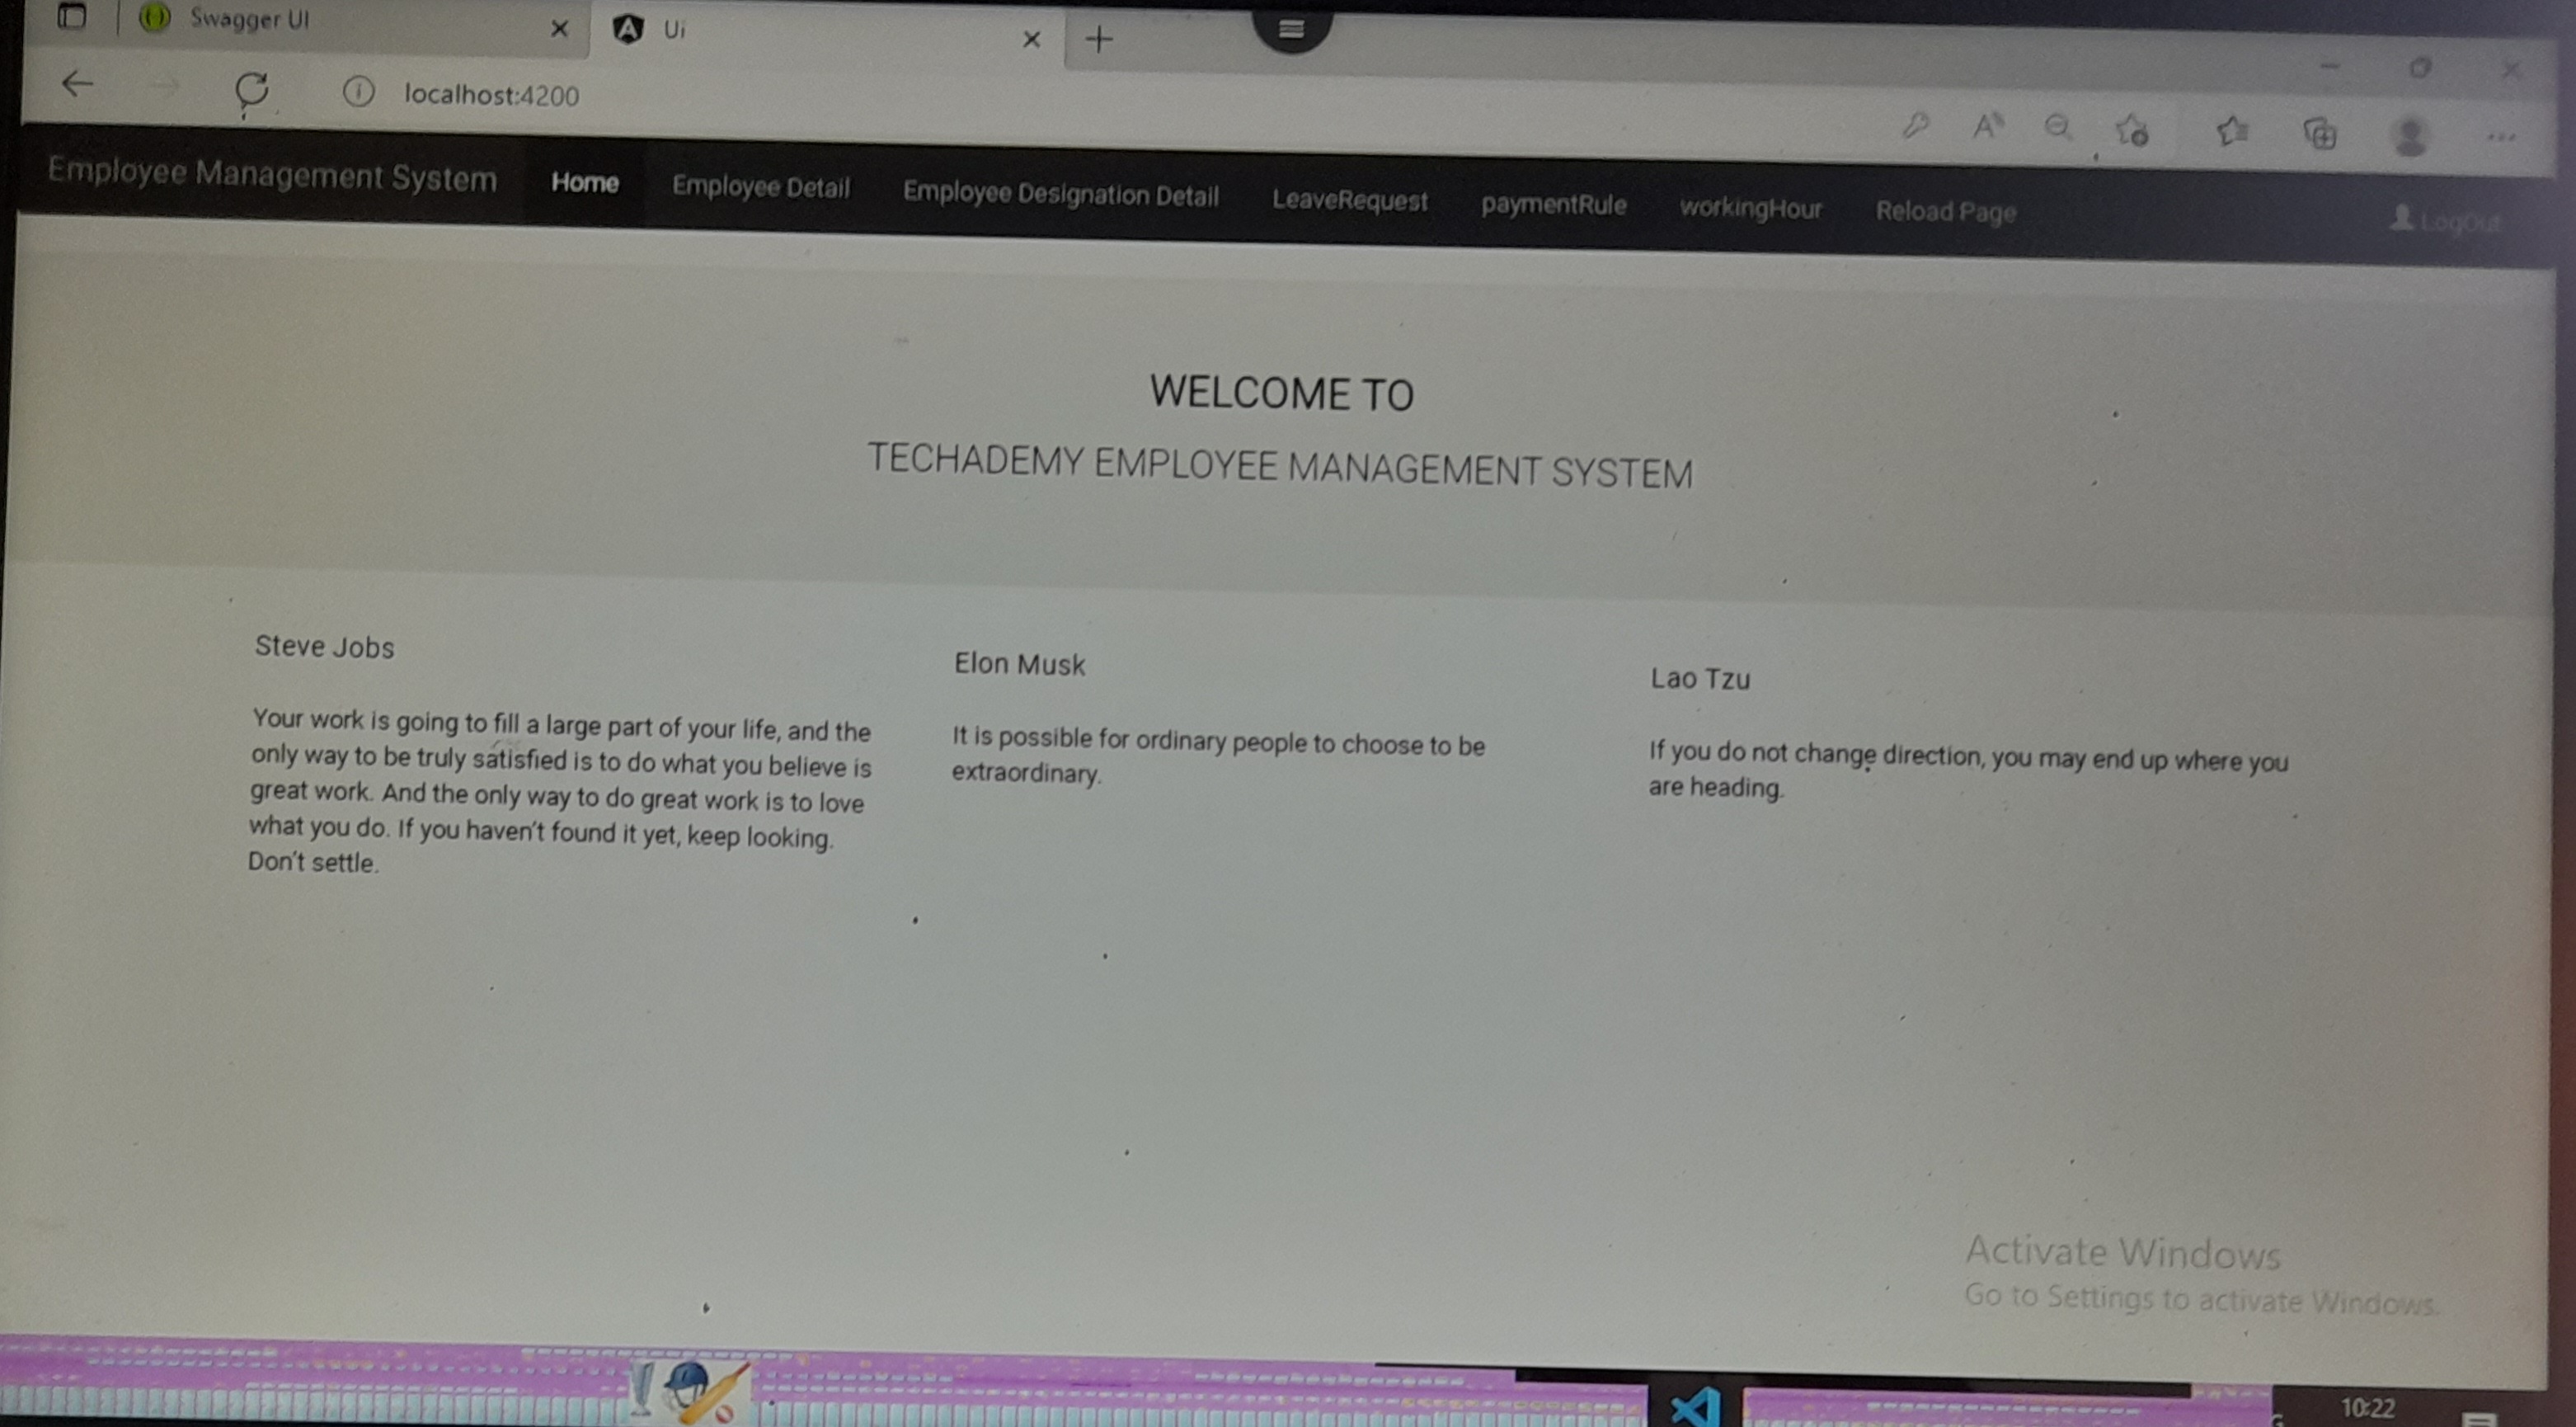 Swagger UI
Ui
localhost:4200
Employee Management System Home Employee Detail Employee Designation Detail LeaveRequest paymentRule workingHour Reload Page LogOut
WELCOME TO
TECHADEMY EMPLOYEE MANAGEMENT SYSTEM
Steve Jobs
Your work is going to fill a large part of your life, and the
only way to be truly satisfied is to do what you believe is
great work. And the only way to do great work is to love
what you do. If you haven't found it yet, keep looking.
Don't settle.
Elon Musk
It is possible for ordinary people to choose to be
extraordinary.
Lao Tzu
If you do not change direction, you may end up where you
are heading.
Activate Windows
Go to Settings to activate Windows.
10:22